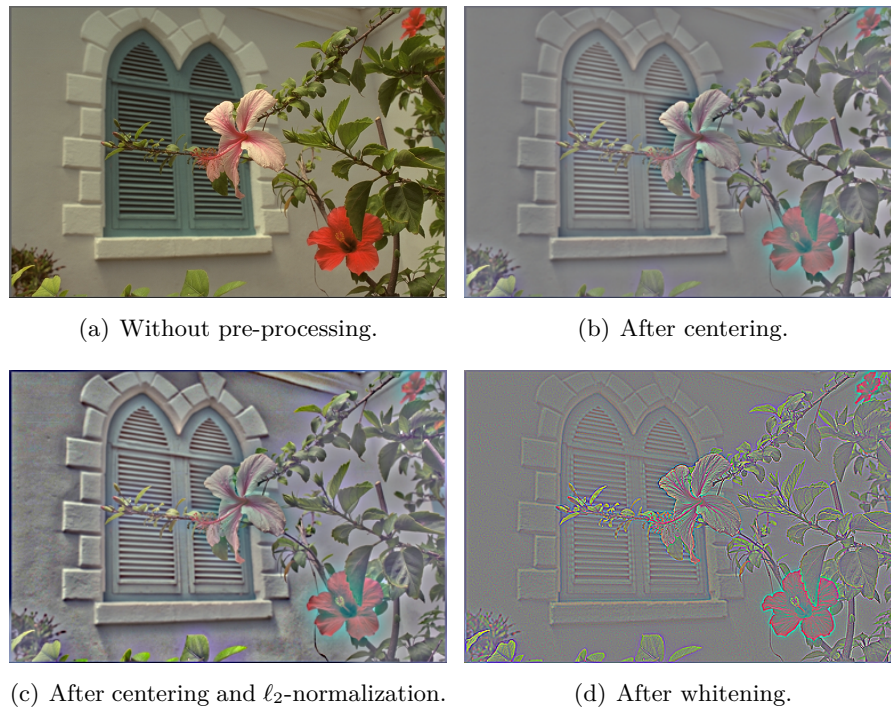 (a) Without pre-processing.
(b) After centering.
(c) After centering and ℓ₂-normalization.
(d) After whitening.